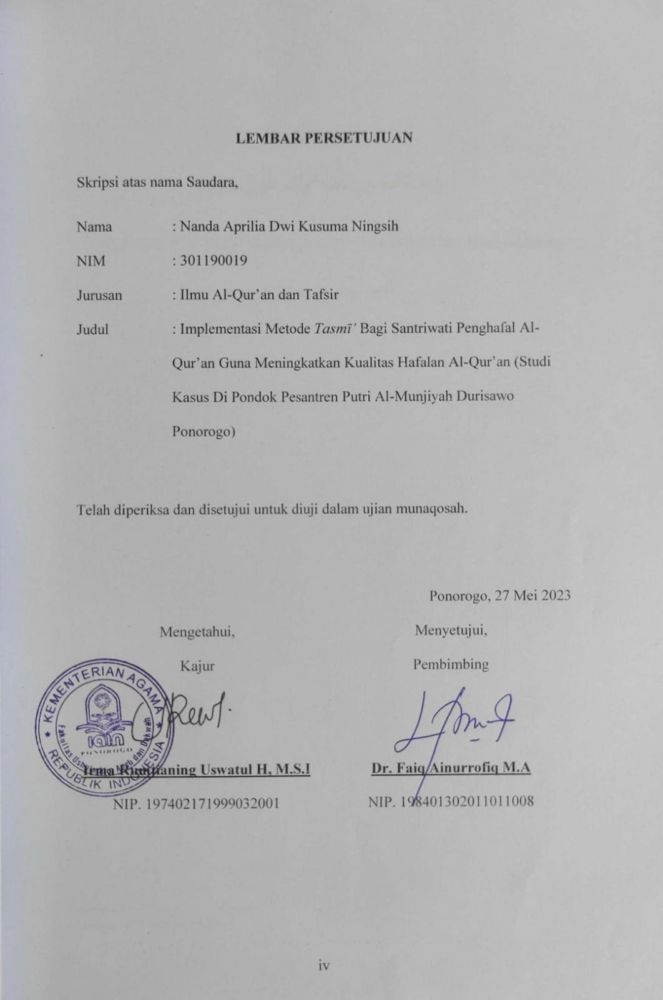 LEMBAR PERSETUJUAN
Skripsi atas nama Saudara,
Nama : Nanda Aprilia Dwi Kusuma Ningsih
NIM : 301190019
Jurusan : Ilmu Al-Qur’an dan Tafsir
Judul : Implementasi Metode Tasmī’ Bagi Santriwati Penghafal Al-
Qur’an Guna Meningkatkan Kualitas Hafalan Al-Qur’an (Studi
Kasus Di Pondok Pesantren Putri Al-Munjiyah Durisawo
Ponorogo)
Telah diperiksa dan disetujui untuk diuji dalam ujian munaqosah.
Ponorogo, 27 Mei 2023
Mengetahui, Menyetujui,
Kajur Pembimbing
KEMENTERIAN AGAMA
REPUBLIK INDONESIA
Fakultas Adab dan Dakwah
iain
PONOROGO
Irma Uswatul H, M.S.I Dr. Faiq Ainurrofiq M.A
NIP. 197402171999032001 NIP. 198401302011011008
iv